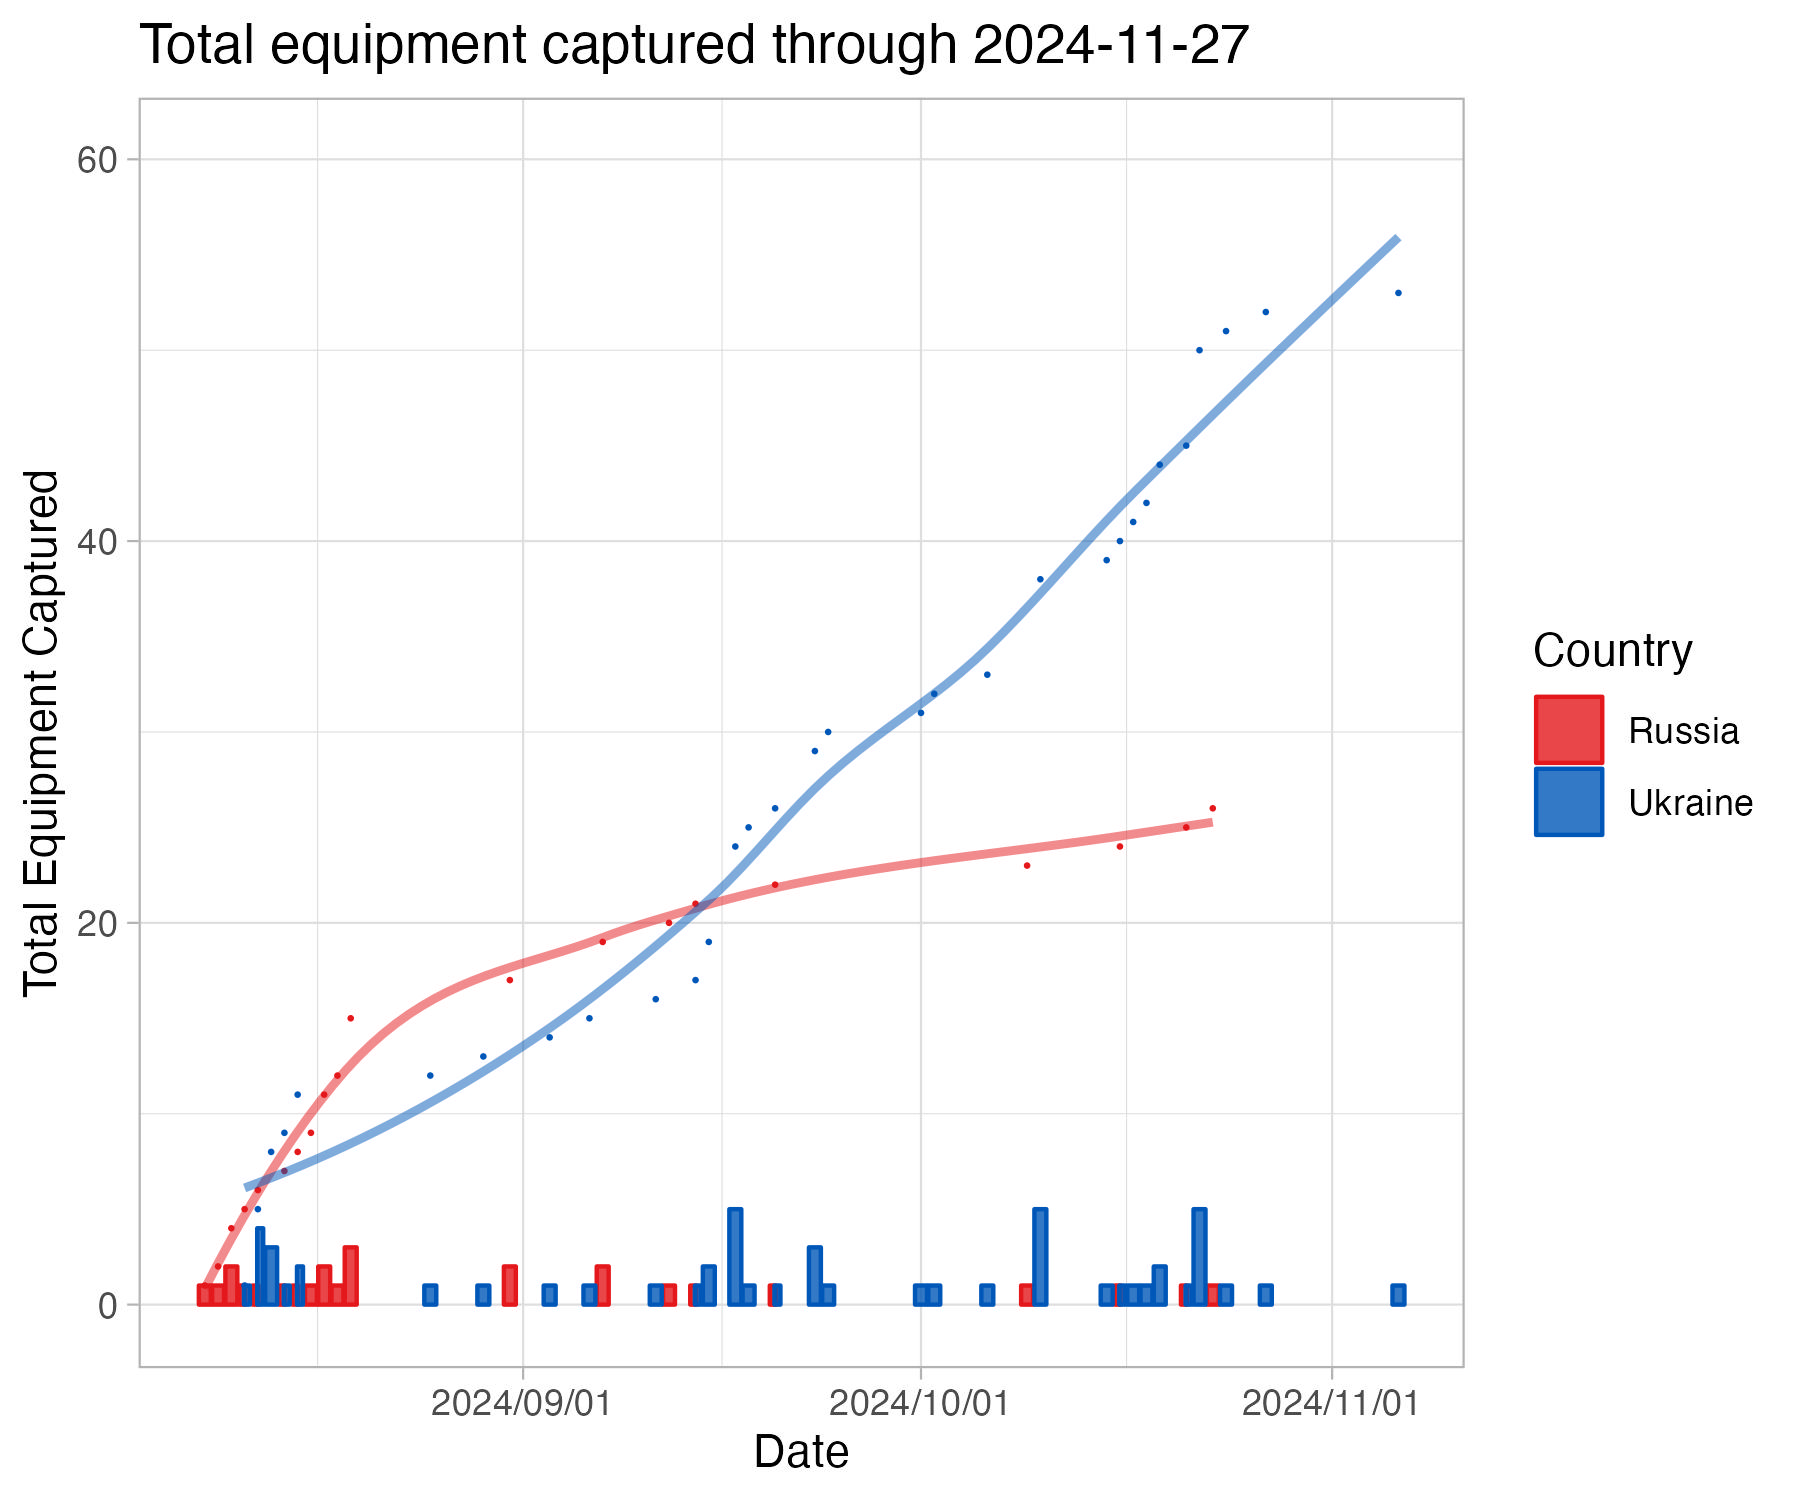 Total equipment captured through 2024-11-27
Total Equipment Captured
60
40
20
0
2024/09/01
2024/10/01
2024/11/01
Date
Country
Russia
Ukraine